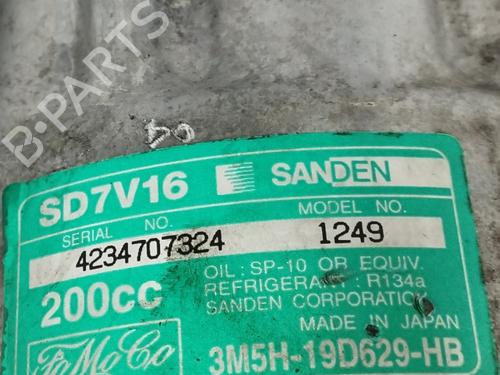 B-PARTS
04
SD7V16 SANDEN
SERIAL NO. MODEL NO.
4234707324 1249
OIL : SP-10 OR EQUIV.
200cc REFRIGERANT : R134a
SANDEN CORPORATION
MADE IN JAPAN
FoMoCo 3M5H-19D629-HB